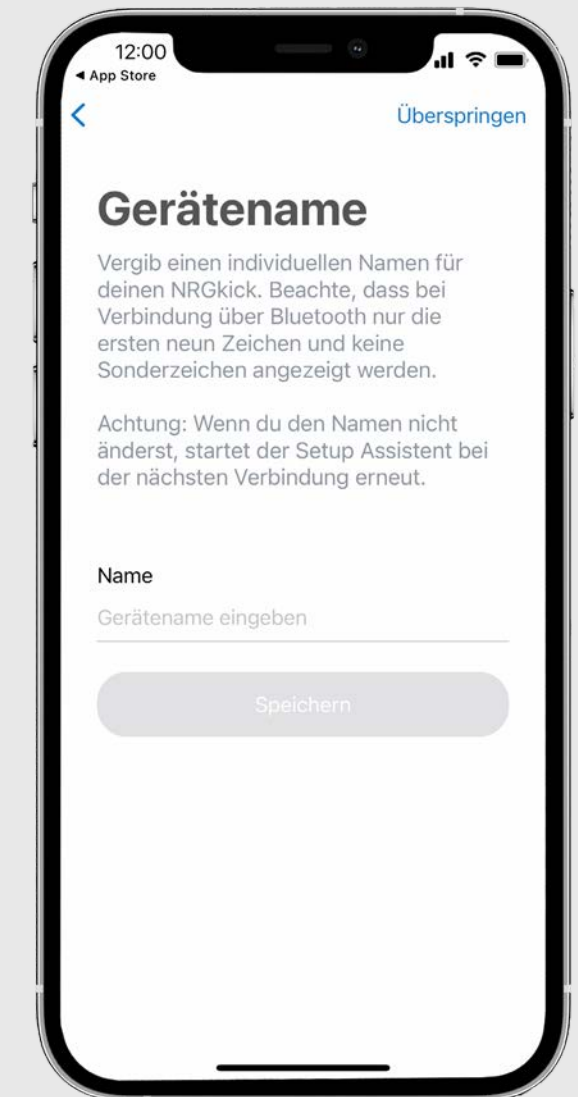 12:00
◀ App Store
Überspringen
Gerätename
Vergib einen individuellen Namen für
deinen NRGkick. Beachte, dass bei
Verbindung über Bluetooth nur die
ersten neun Zeichen und keine
Sonderzeichen angezeigt werden.
Achtung: Wenn du den Namen nicht
änderst, startet der Setup Assistent bei
der nächsten Verbindung erneut.
Name
Gerätename eingeben
Speichern